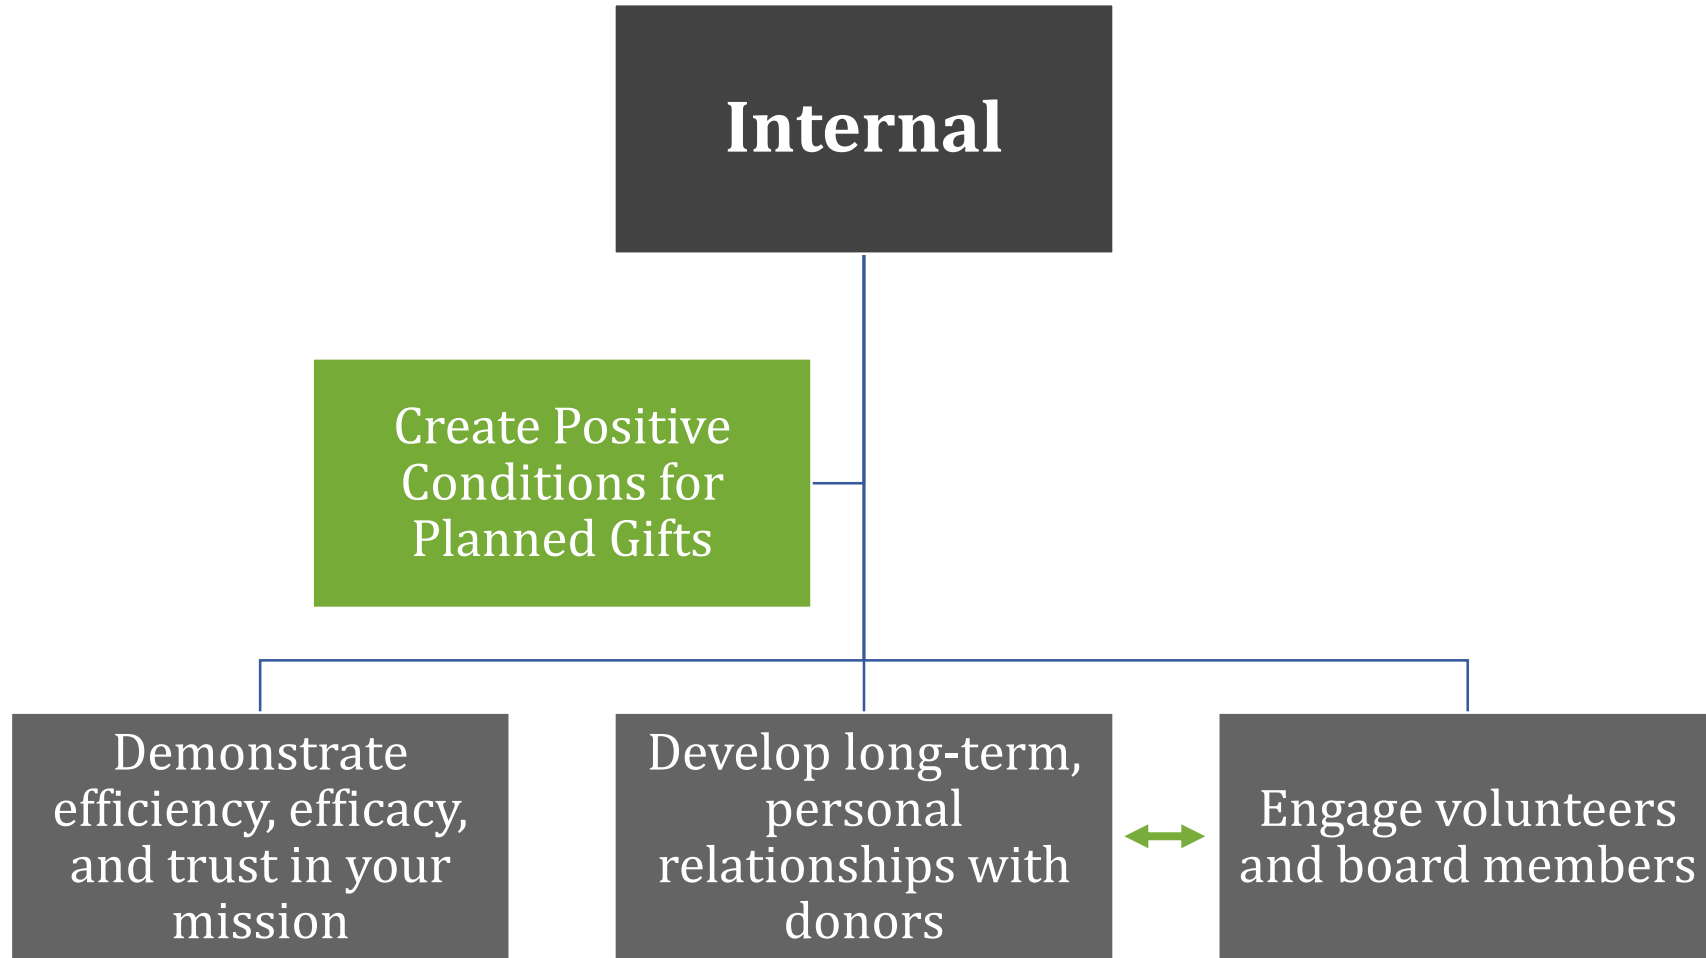 Internal
Create Positive
Conditions for
Planned Gifts
Demonstrate
efficiency, efficacy,
and trust in your
mission
Develop long-term,
personal
relationships with
donors
Engage volunteers
and board members